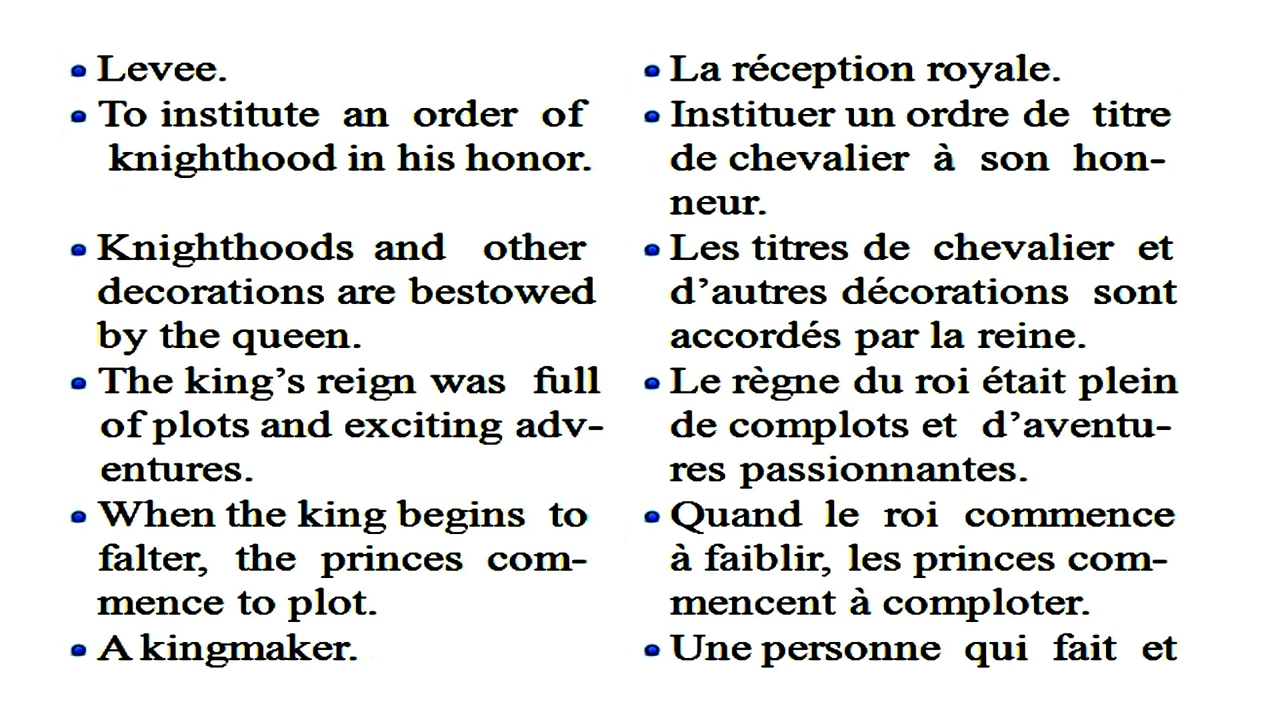 • Levee.
• To institute an order of
knighthood in his honor.
• Knighthoods and other
decorations are bestowed
by the queen.
• The king's reign was full
of plots and exciting adv-
entures.
• When the king begins to
falter, the princes com-
mence to plot.
• A kingmaker.
• La réception royale.
• Instituer un ordre de titre
de chevalier à son hon-
neur.
• Les titres de chevalier et
d'autres décorations sont
accordés par la reine.
• Le règne du roi était plein
de complots et d'aventu-
res passionnantes.
• Quand le roi commence
à faiblir, les princes com-
mencent à comploter.
• Une personne qui fait et